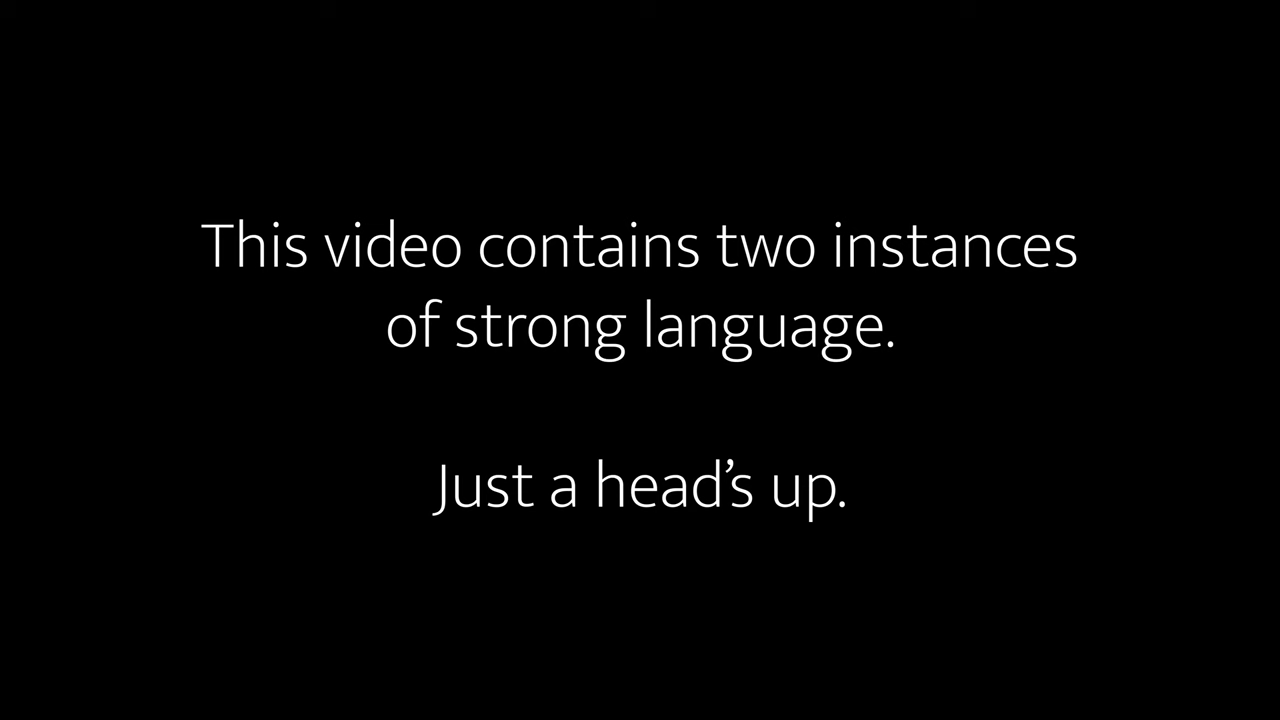 This video contains two instances
of strong language.
Just a head’s up.